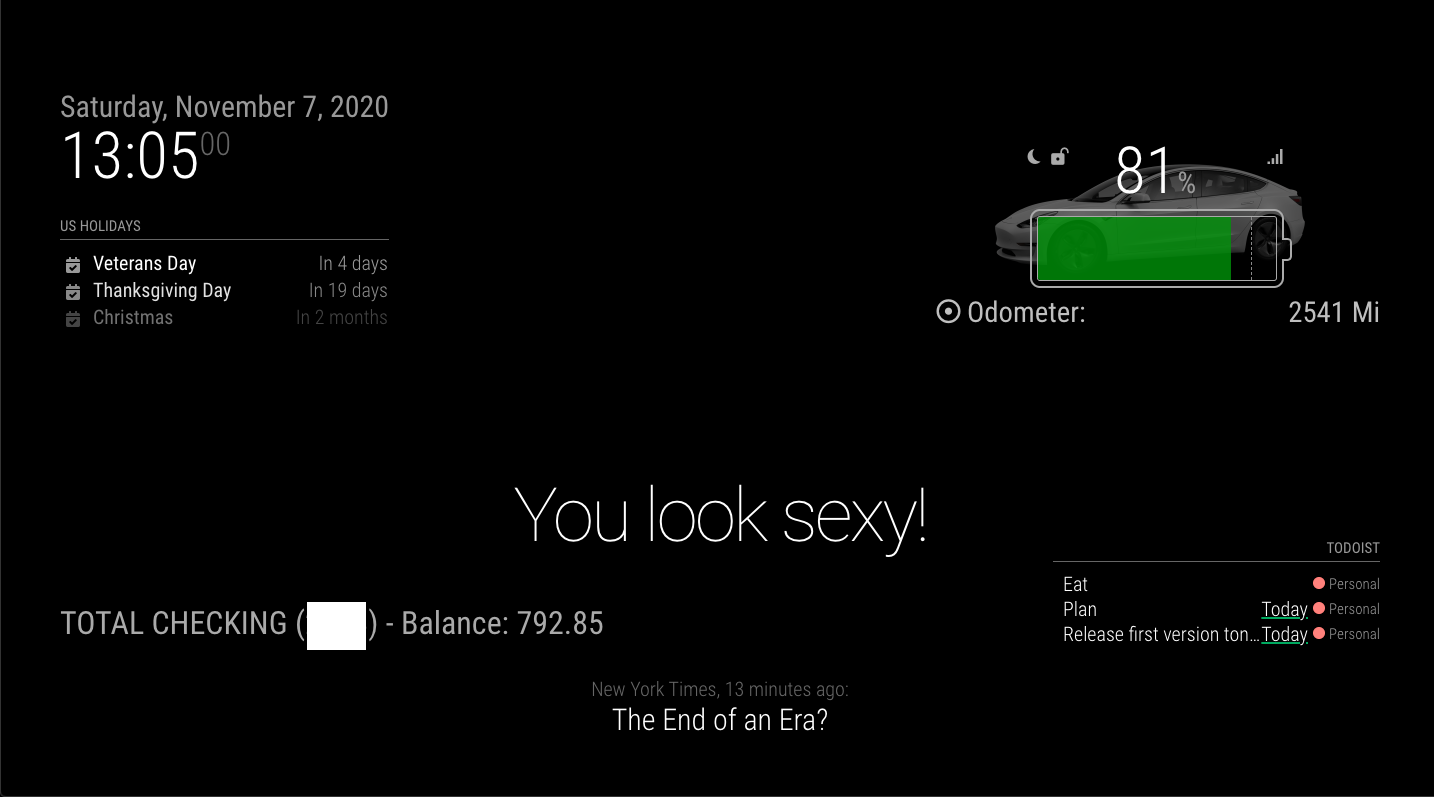 Saturday, November 7, 2020
13:05 00
US HOLIDAYS
Veterans Day In 4 days
Thanksgiving Day In 19 days
Christmas In 2 months
81 %
Odometer: 2541 Mi
You look sexy!
TODOIST
Eat Personal
Plan Today Personal
Release first version ton... Today Personal
TOTAL CHECKING ( ) - Balance: 792.85
New York Times, 13 minutes ago:
The End of an Era?